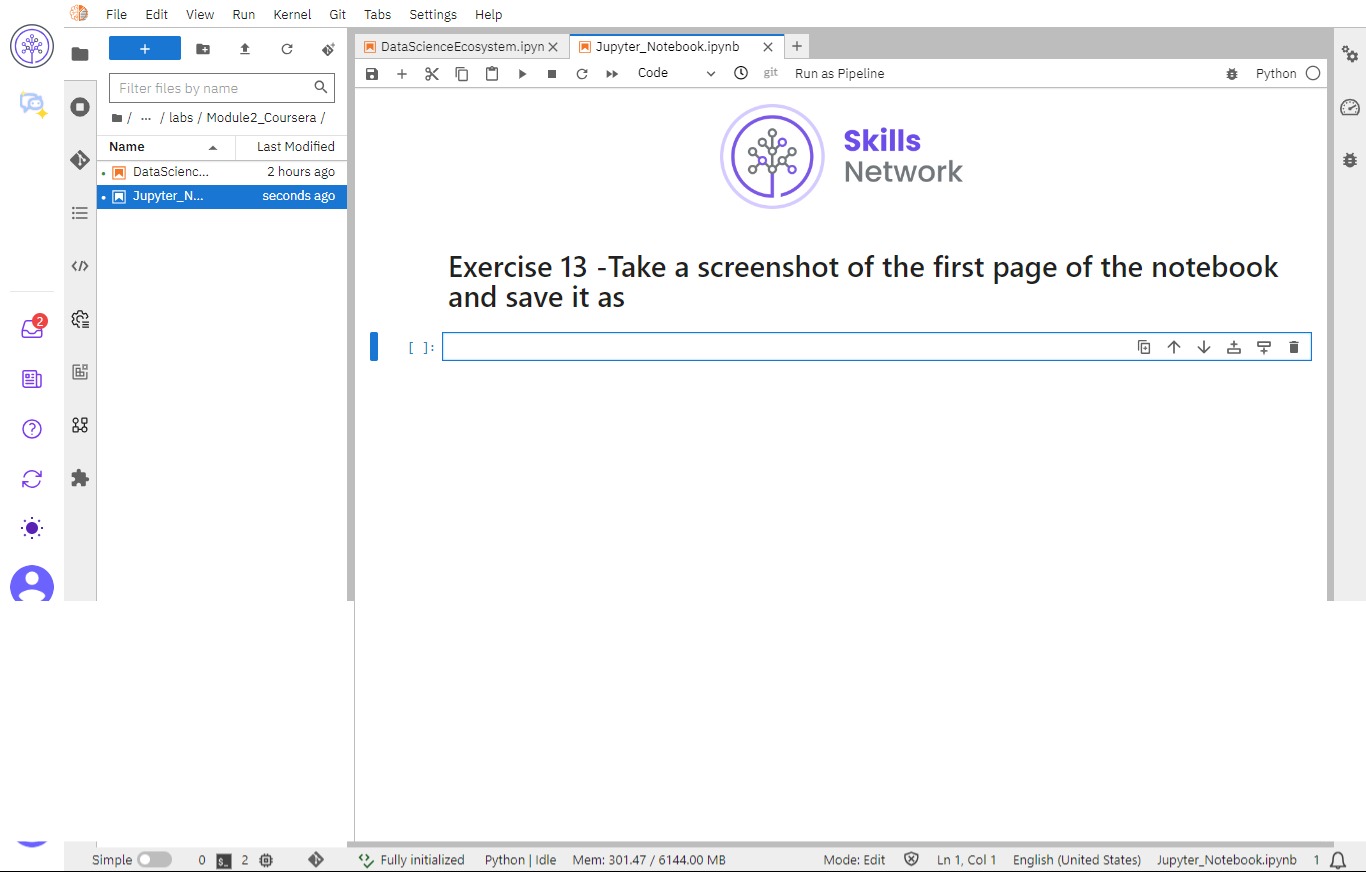 File Edit View Run Kernel Git Tabs Settings Help
+
Filter files by name
/ ··· / labs / Module2_Coursera /
Name Last Modified
DataScienc... 2 hours ago
Jupyter_N... seconds ago
2
DataScienceEcosystem.ipyn Jupyter_Notebook.ipynb
Code git Run as Pipeline Python
Skills
Network
Exercise 13 -Take a screenshot of the first page of the notebook
and save it as
[ ]:
Simple 0 $_ 2 Fully initialized Python | Idle Mem: 301.47 / 6144.00 MB Mode: Edit Ln 1, Col 1 English (United States) Jupyter_Notebook.ipynb 1